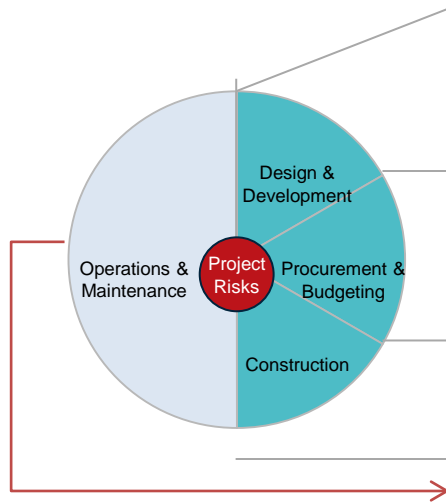 Design &
Development
Operations &
Maintenance
Project
Risks
Procurement &
Budgeting
Construction